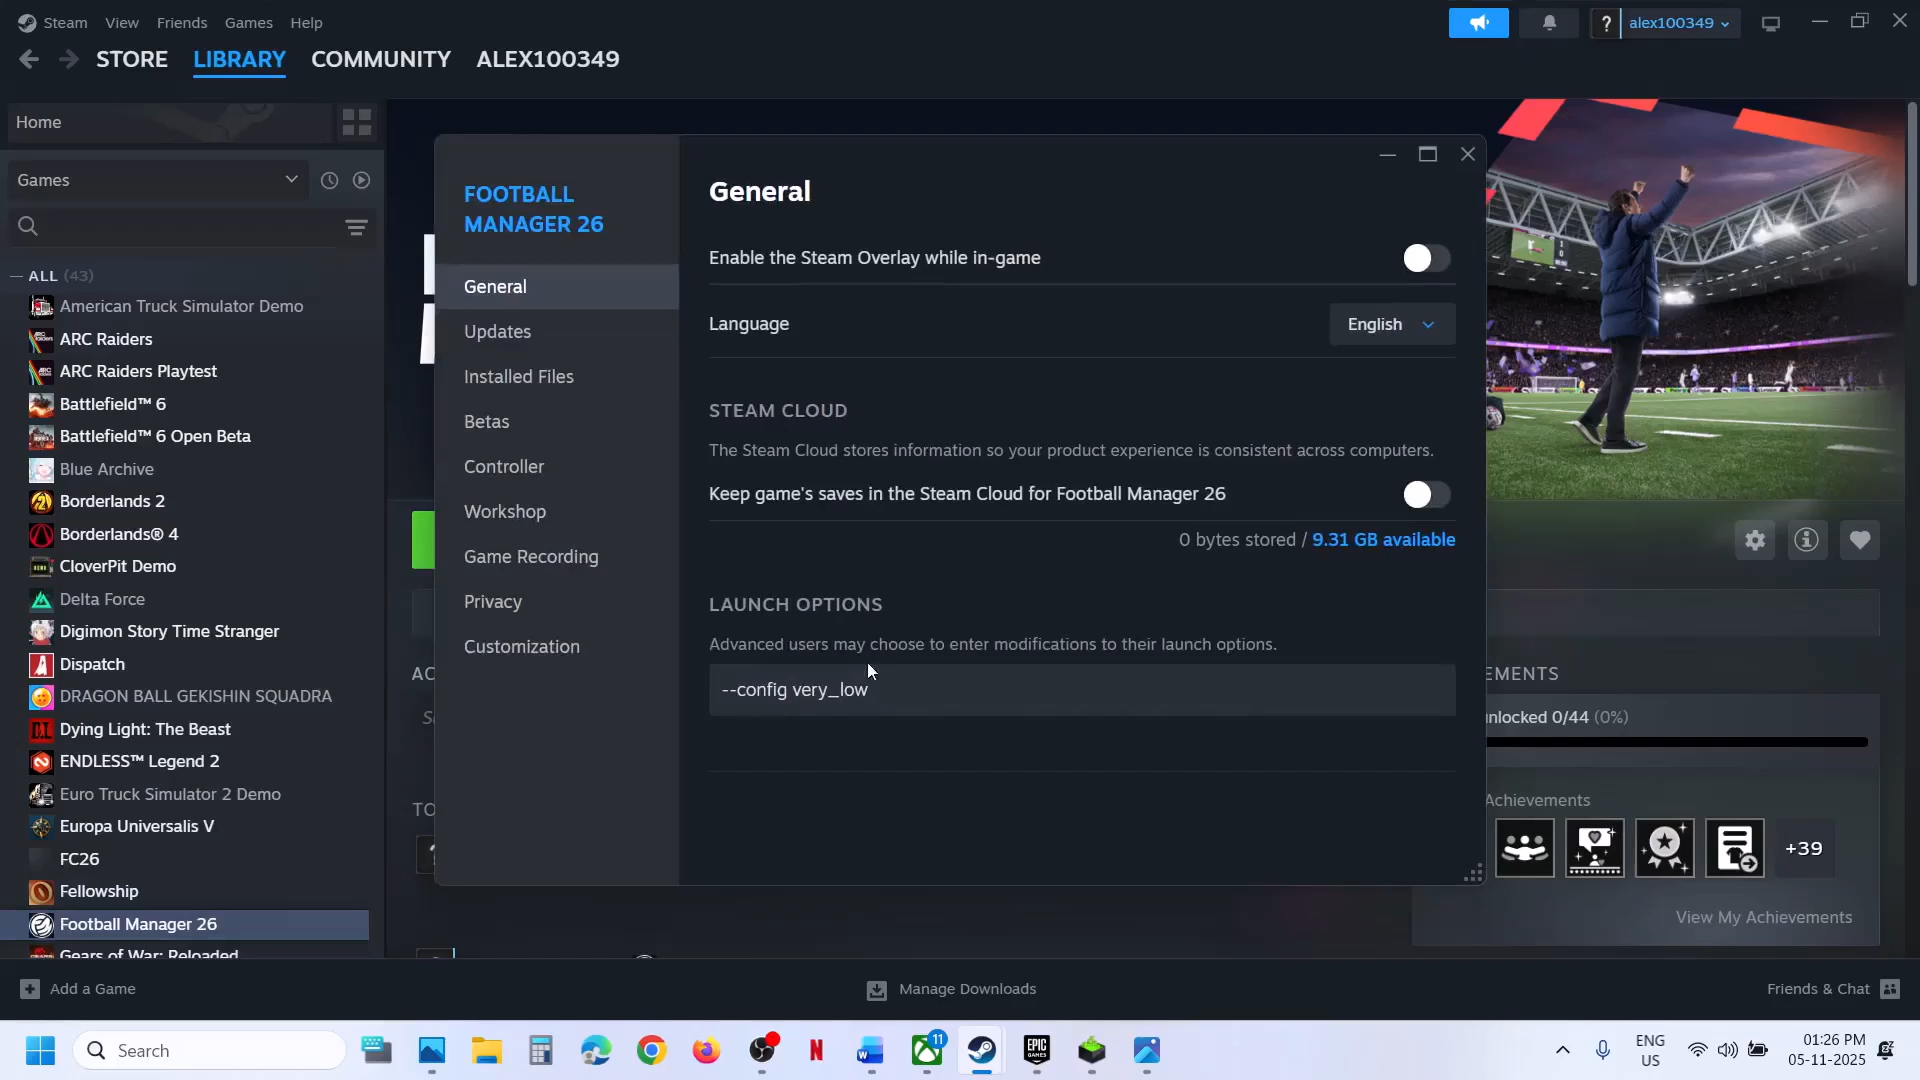 Steam View Friends Games Help
alex100349
STORE LIBRARY COMMUNITY ALEX100349
Home
Games
ALL (43)
American Truck Simulator Demo
ARC Raiders
ARC Raiders Playtest
Battlefield™ 6
Battlefield™ 6 Open Beta
Blue Archive
Borderlands 2
Borderlands® 4
CloverPit Demo
Delta Force
Digimon Story Time Stranger
Dispatch
DRAGON BALL GEKISHIN SQUADRA
Dying Light: The Beast
ENDLESS™ Legend 2
Euro Truck Simulator 2 Demo
Europa Universalis V
FC26
Fellowship
Football Manager 26
Gears of War: Reloaded
FOOTBALL
MANAGER 26
General
Updates
Installed Files
Betas
Controller
Workshop
Game Recording
Privacy
Customization
General
Enable the Steam Overlay while in-game
Language
English
STEAM CLOUD
The Steam Cloud stores information so your product experience is consistent across computers.
Keep game's saves in the Steam Cloud for Football Manager 26
0 bytes stored / 9.31 GB available
LAUNCH OPTIONS
Advanced users may choose to enter modifications to their launch options.
--config very_low
AC
TO
EMENTS
nlocked 0/44 (0%)
Achievements
+39
View My Achievements
Add a Game
Manage Downloads
Friends & Chat
Search
11
EPIC
GAMES
ENG
US
01:26 PM
05-11-2025